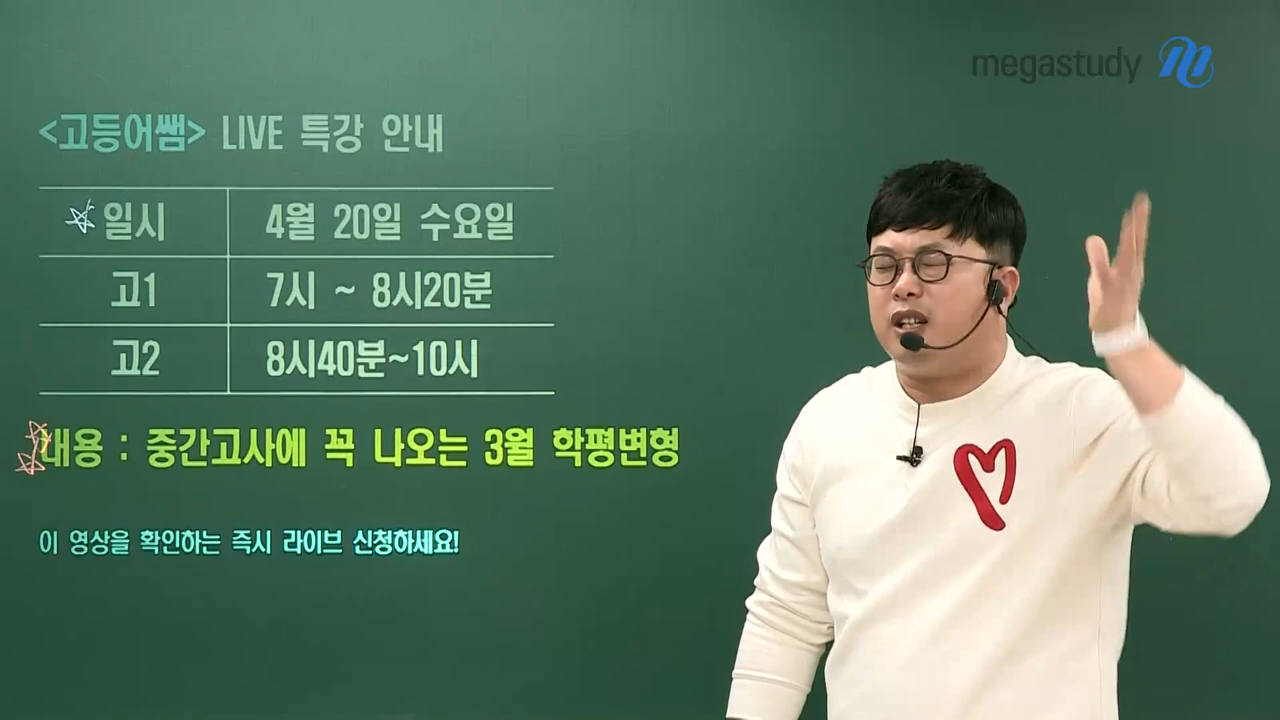 megastudy
<고등어쌤> LIVE 특강 안내
일시 4월 20일 수요일
고1 7시 ~ 8시20분
고2 8시40분~10시
내용 : 중간고사에 꼭 나오는 3월 학평변형
이 영상을 확인하는 즉시 라이브 신청하세요!